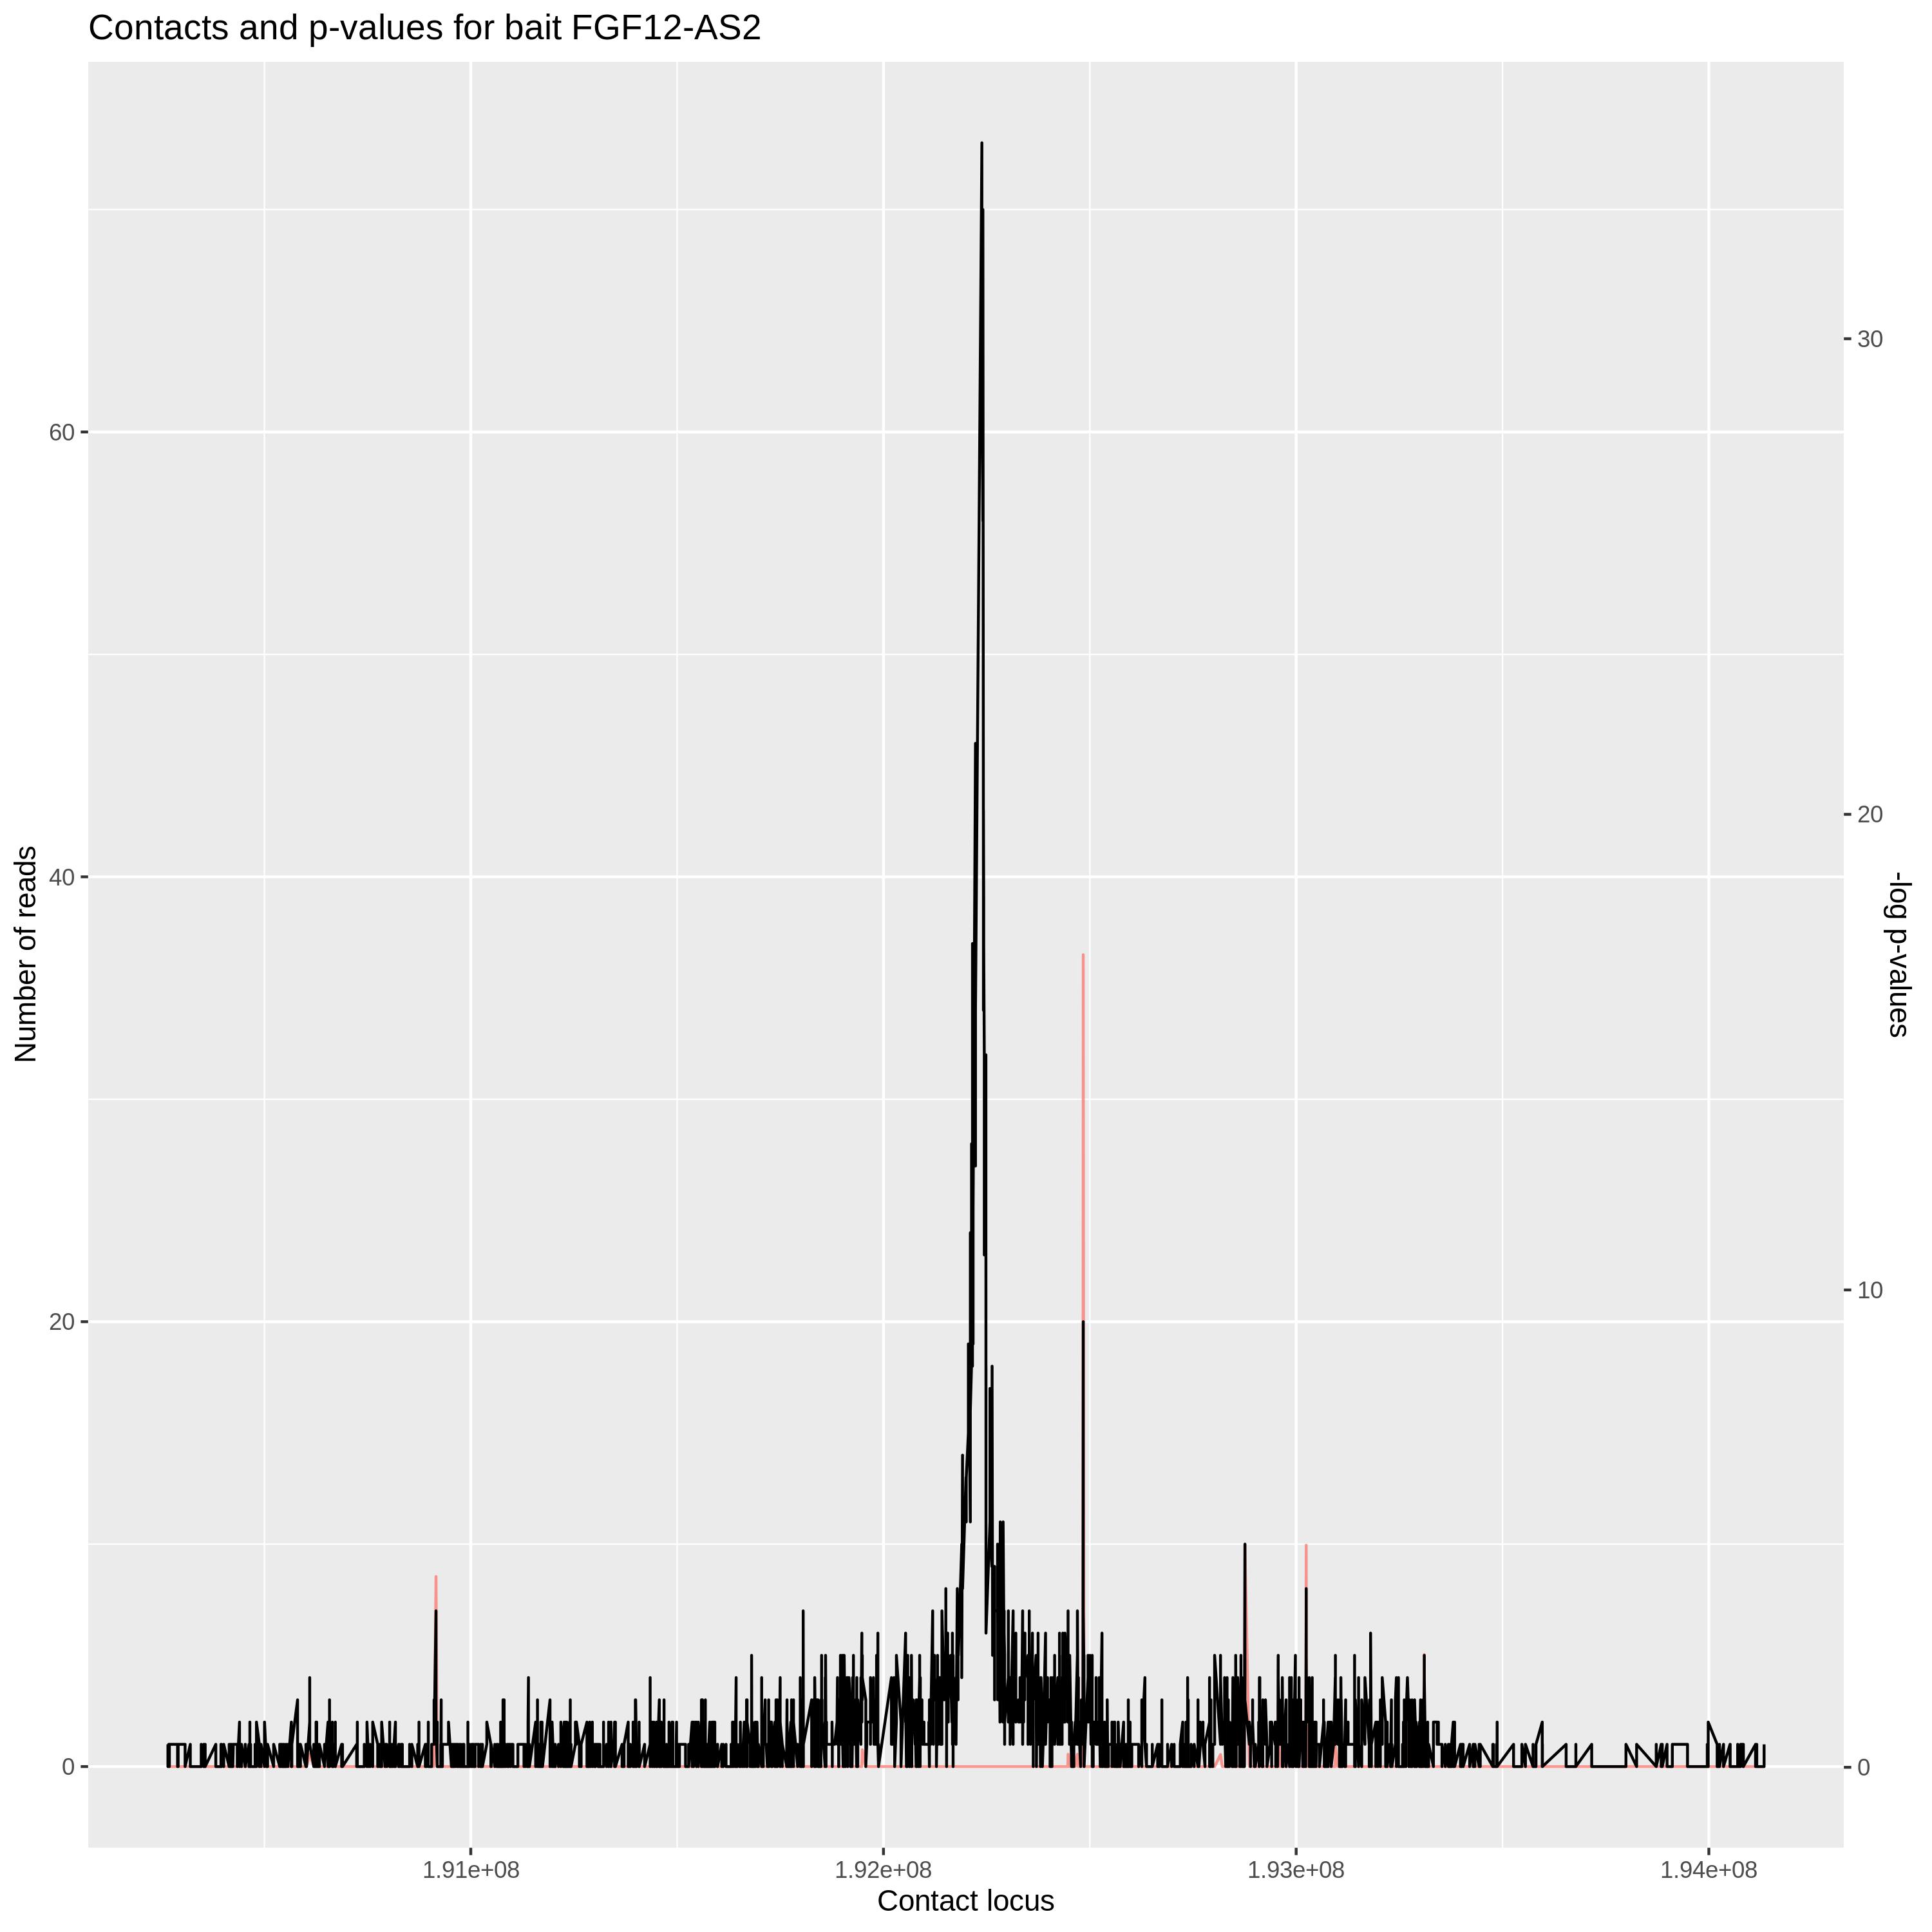 Contacts and p-values for bait FGF12-AS2
60
40
20
0
30
20
10
0
Number of reads
-log p-values
1.91e+08
1.92e+08
1.93e+08
1.94e+08
Contact locus